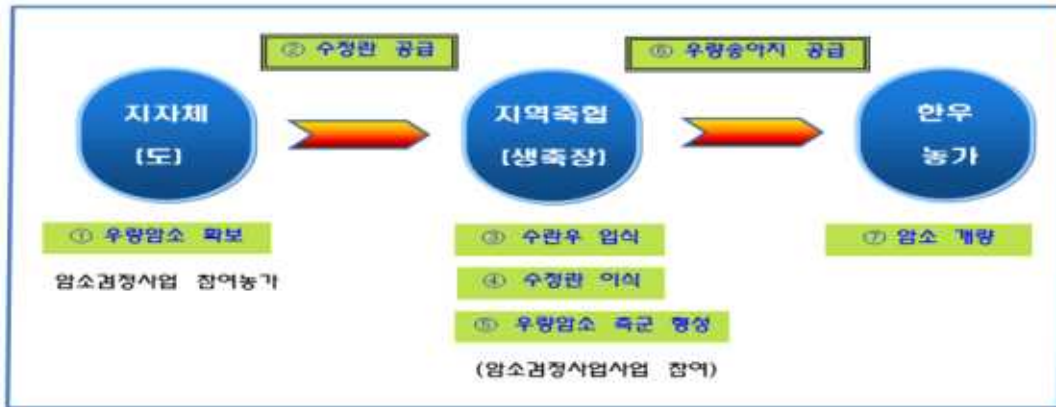 ② 수정란 공급
⑥ 우량송아지 공급
지자체
(도)
지역축협
(생축장)
한우
농가
① 우량암소 확보
암소검정사업 참여농가
③ 수란우 입식
④ 수정란 이식
⑤ 우량암소 축군 형성
(암소검정사업사업 참여)
⑦ 암소 개량